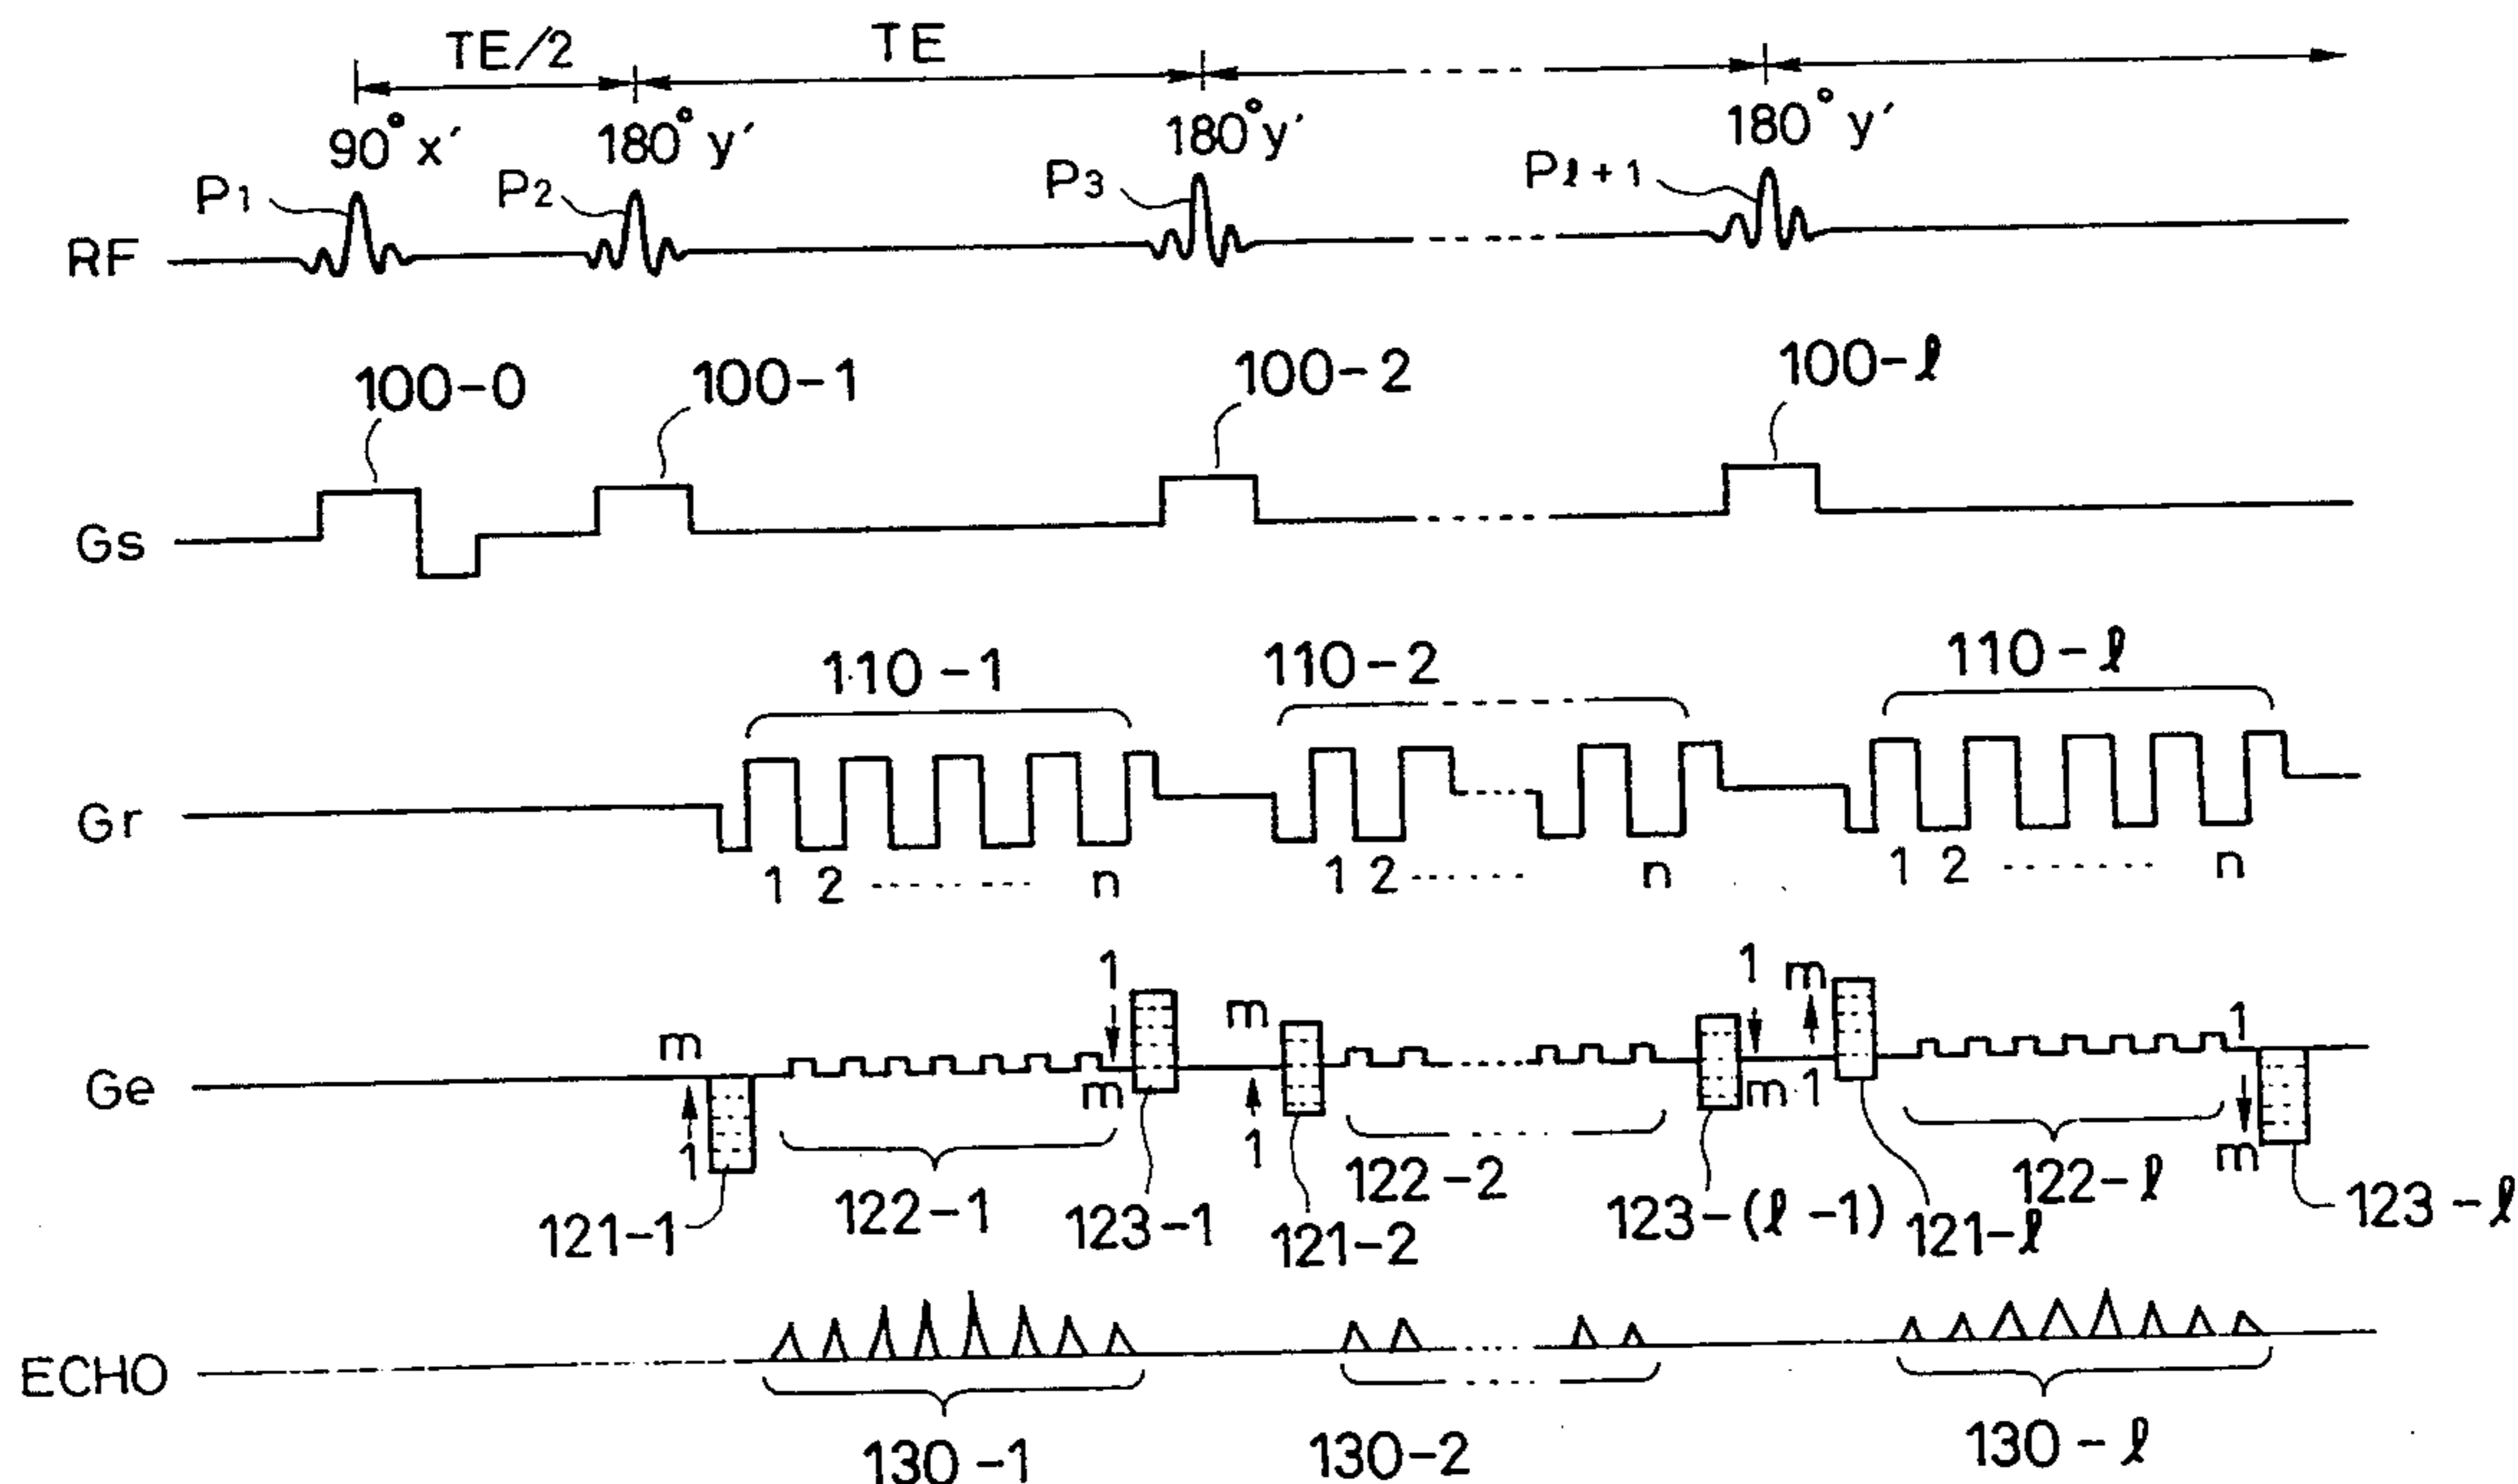 TE/2 TE
90° x′ 180° y′ 180° y′ 180° y′
P1 P2 P3 Pℓ+1
RF
100-0 100-1 100-2 100-ℓ
Gs
110-1 110-2 110-ℓ
Gr
1 2 n 1 2 n 1 2 n
1 1 m
m m 1
Ge
1 m 1 m 1 m
121-1 122-1 123-1 121-2 122-2 123-(ℓ-1) 121-ℓ 122-ℓ 123-ℓ
ECHO
130-1 130-2 130-ℓ